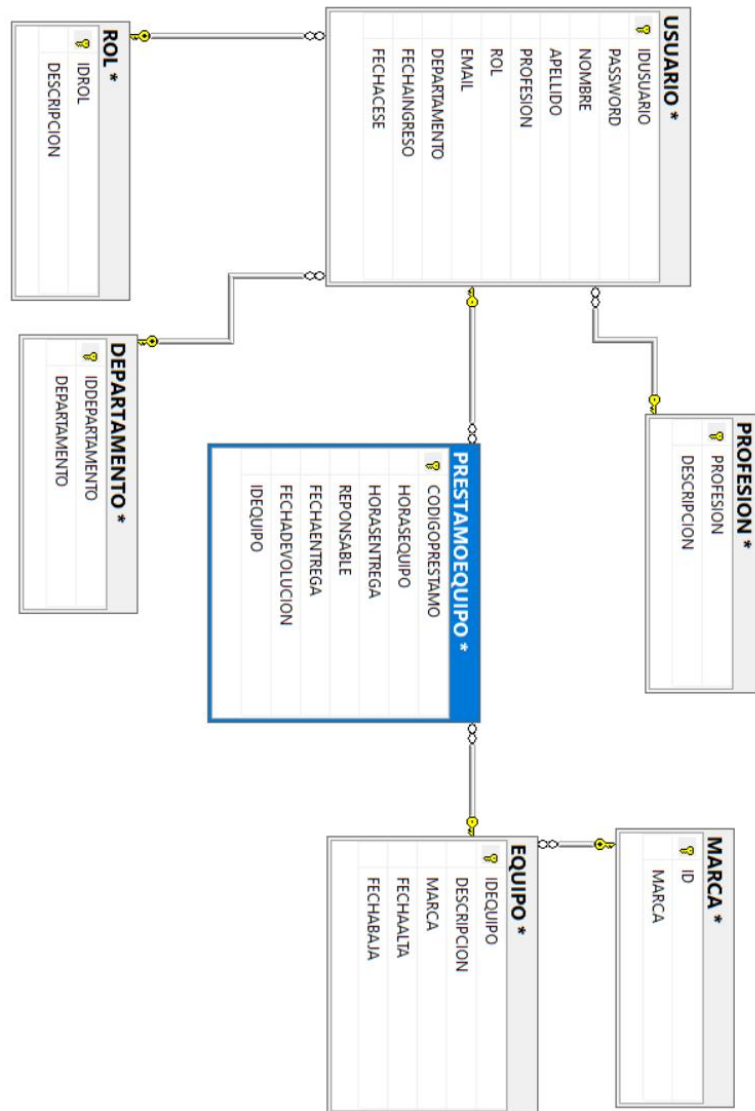 USUARIO *
IDUSUARIO
PASSWORD
NOMBRE
APELLIDO
PROFESION
ROL
EMAIL
DEPARTAMENTO
FECHAINGRESO
FECHACESE
ROL *
IDROL
DESCRIPCION
DEPARTAMENTO *
IDDEPARTAMENTO
DEPARTAMENTO
PROFESION *
PROFESION
DESCRIPCION
PRESTAMOEQUIPO *
CODIGOPRESTAMO
HORASEQUIPO
HORASENTREGA
REPONSABLE
FECHAENTREGA
FECHADEVOLUCION
IDEQUIPO
MARCA *
ID
MARCA
EQUIPO *
IDEQUIPO
DESCRIPCION
MARCA
FECHAALTA
FECHABAJA